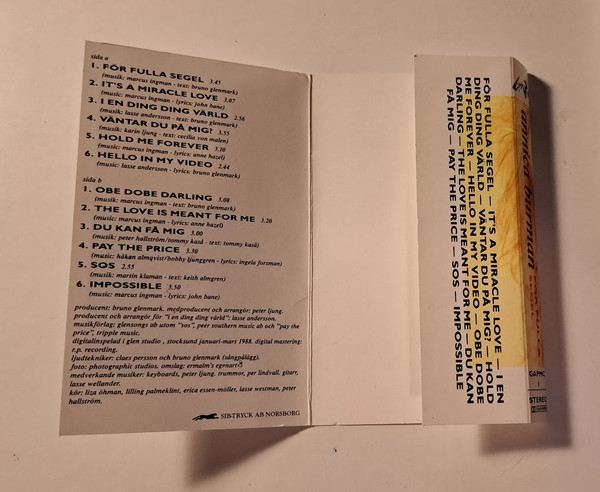 sida a
1. FÖR FULLA SEGEL 3.45
(musik: marcus ingman - text: bruno glenmark)
2. IT'S A MIRACLE LOVE 3.07
(music: marcus ingman - lyrics: john bane)
3. I EN DING DING VÄRLD 2.56
(musik: lasse andersson - text: bruno glenmark)
4. VÄNTAR DU PÅ MIG? 3.55
(musik: karin ljung - text: cecilia von malen)
5. HOLD ME FOREVER 3.10
(music: marcus ingman - lyrics: anne hazel)
6. HELLO IN MY VIDEO 2.44
(music: lasse andersson - lyrics: bruno glenmark)
sida b
1. OBE DOBE DARLING 3.08
(musik: marcus ingman - text: bruno glenmark)
2. THE LOVE IS MEANT FOR ME 3.20
(music: marcus ingman - lyrics: anne hazel)
3. DU KAN FÅ MIG 3.00
(musik: peter hallström/tommy kaså - text: tommy kaså)
4. PAY THE PRICE 3.30
(music: håkan almqvist/bobby ljunggren - lyrics: ingela forsman)
5. SOS 2.55
(musik: martin klaman - text: keith almgren)
6. IMPOSSIBLE 3.50
(music: marcus ingman - lyrics: john bane)
producent: bruno glenmark. medproducent och arrangör: peter ljung.
producent och arrangör för "i en ding ding värld": lasse andersson.
musikförlag: glensongs ab utom "sos", peer southern music ab och "pay the
price", tripple music.
digitalinspelad i glen studio, stocksund januari-mars 1988. digital mastering:
r.p. recording.
ljudtekniker: claes persson och bruno glenmark (sångpålägg).
foto: photographic studios. omslag: ermalm's egenart
medverkande musiker: keyboards, peter ljung. trummor, per lindvall. gitarr,
lasse wellander.
kör: liza öhman, lilling palmeklint, erica essen-möller, lasse westman, peter
hallström.
SIB-TRYCK AB NORSBORG
FÖR FULLA SEGEL — IT'S A MIRACLE LOVE — I EN
DING DING VÄRLD — VÄNTAR DU PÅ MIG? — HOLD
ME FOREVER — HELLO IN MY VIDEO — OBE DOBE
DARLING — THE LOVE IS MEANT FOR ME — DU KAN
FÅ MIG — PAY THE PRICE — SOS — IMPOSSIBLE
annica burman
GAPMC
1
STEREO